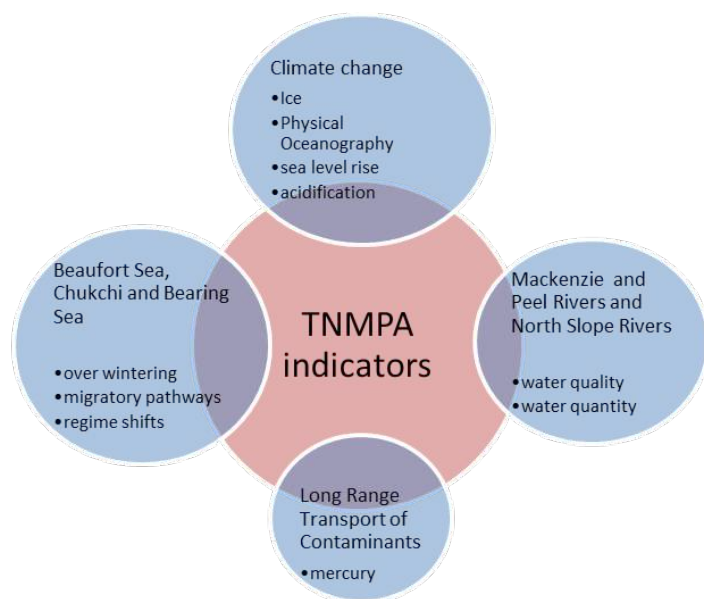 Climate change
•Ice
•Physical
Oceanography
•sea level rise
•acidification
Beaufort Sea,
Chukchi and Bearing
Sea
•over wintering
•migratory pathways
•regime shifts
TNMPA
indicators
Mackenzie and
Peel Rivers and
North Slope Rivers
•water quality
•water quantity
Long Range
Transport of
Contaminants
•mercury